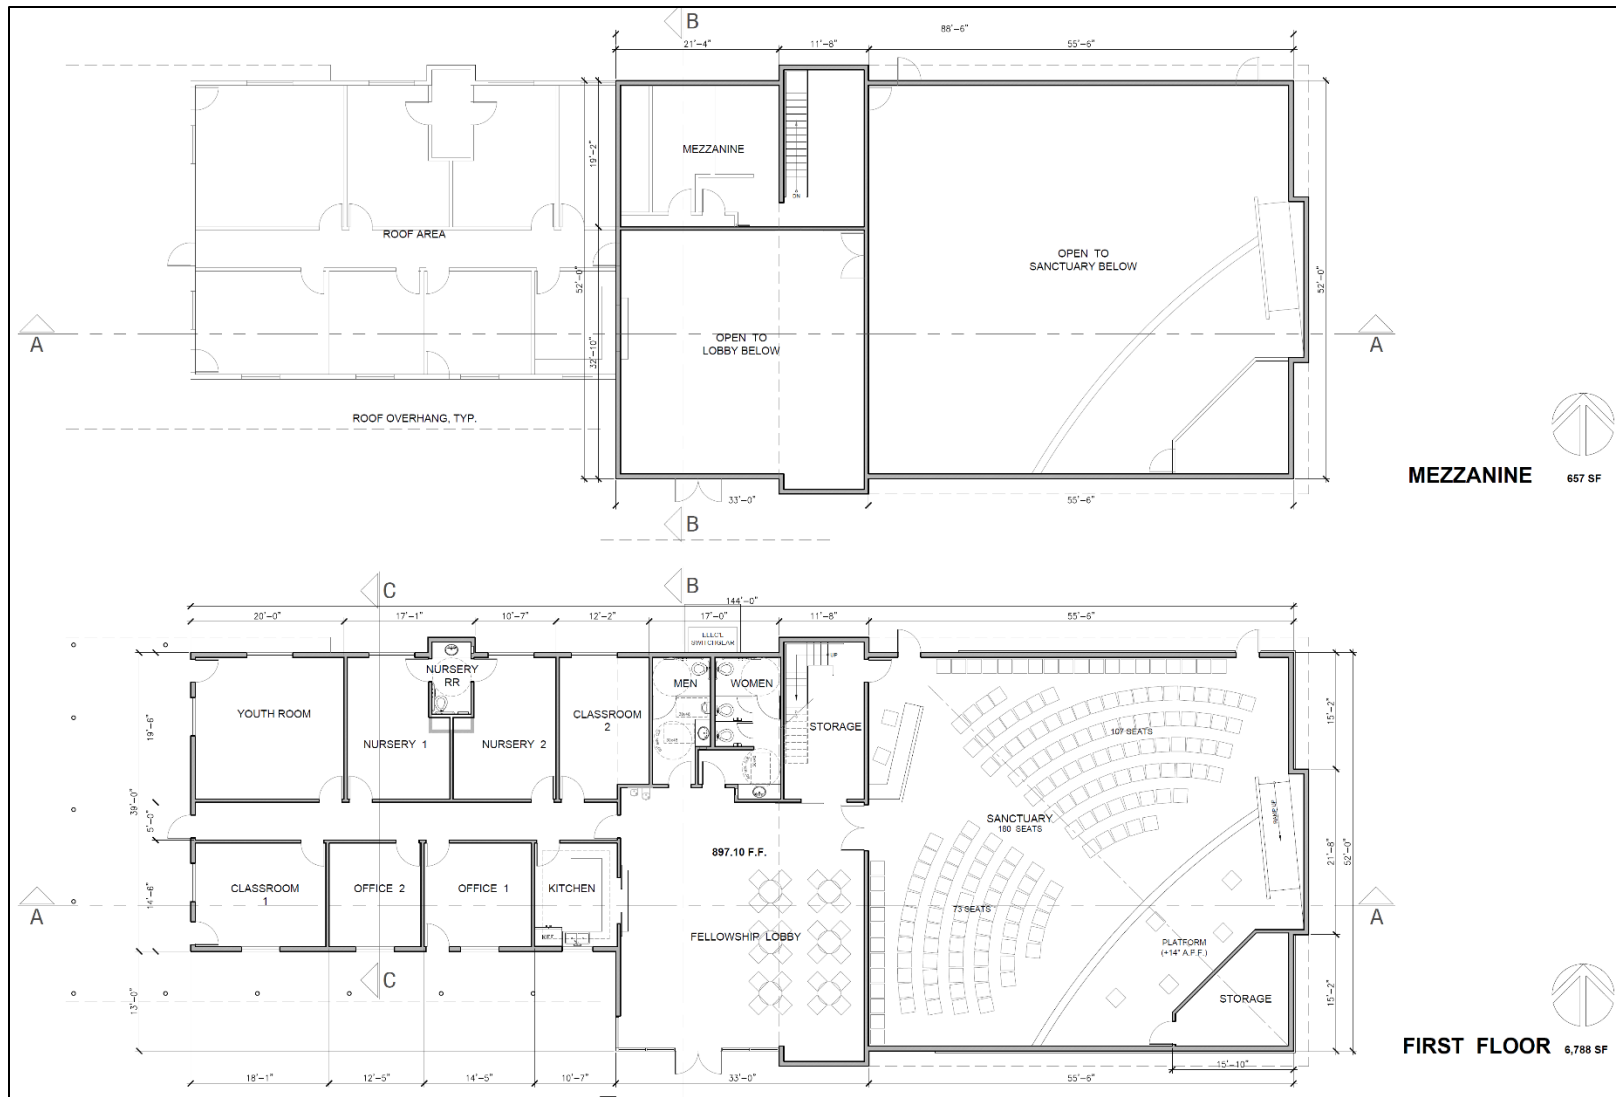 B
88'-6"
21'-4"
11'-8"
55'-6"
MEZZANINE
19'-2"
DN
ROOF AREA
52'-0"
OPEN TO
SANCTUARY BELOW
52'-0"
A
OPEN TO
LOBBY BELOW
32'-10"
A
ROOF OVERHANG, TYP.
MEZZANINE 657 SF
33'-0"
55'-6"
B
C
B
144'-0"
20'-0"
17'-1"
10'-7"
12'-2"
17'-0"
11'-8"
55'-6"
ELEC'L
SWITCHGEAR
UP
NURSERY
RR
MEN
WOMEN
YOUTH ROOM
CLASSROOM
2
STORAGE
15'-2"
19'-6"
NURSERY 1
NURSERY 2
107 SEATS
39'-0"
5'-0"
SANCTUARY
180 SEATS
897.10 F.F.
21'-8"
52'-0"
A
14'-6"
CLASSROOM
1
OFFICE 2
OFFICE 1
KITCHEN
73 SEATS
A
FELLOWSHIP LOBBY
PLATFORM
(+14" A.F.F.)
C
13'-0"
STORAGE
15'-2"
FIRST FLOOR 6,788 SF
15'-10"
18'-1"
12'-5"
14'-5"
10'-7"
33'-0"
55'-6"